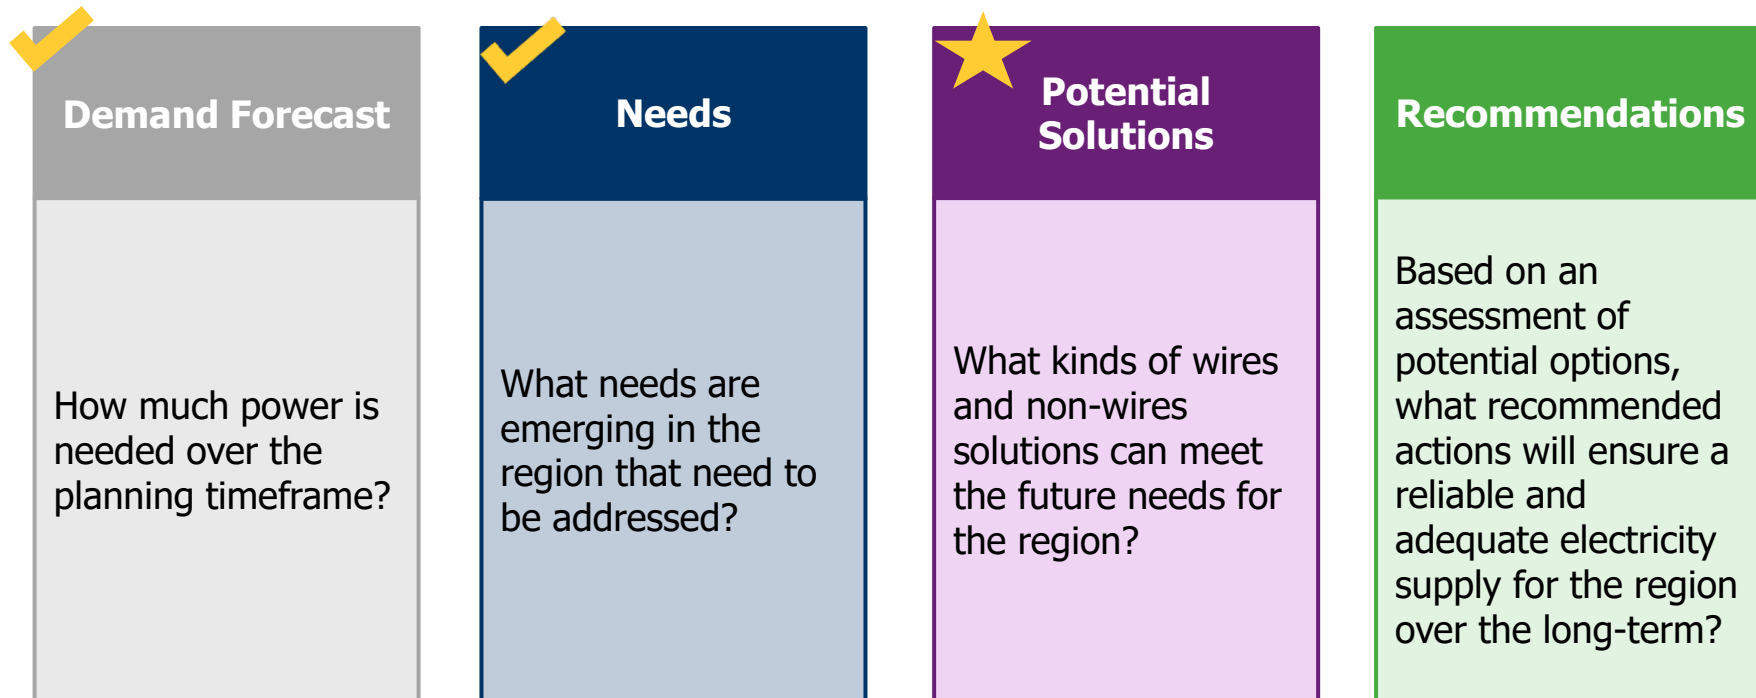 Demand Forecast
How much power is
needed over the
planning timeframe?
Needs
What needs are
emerging in the
region that need to
be addressed?
Potential
Solutions
What kinds of wires
and non-wires
solutions can meet
the future needs for
the region?
Recommendations
Based on an
assessment of
potential options,
what recommended
actions will ensure a
reliable and
adequate electricity
supply for the region
over the long-term?